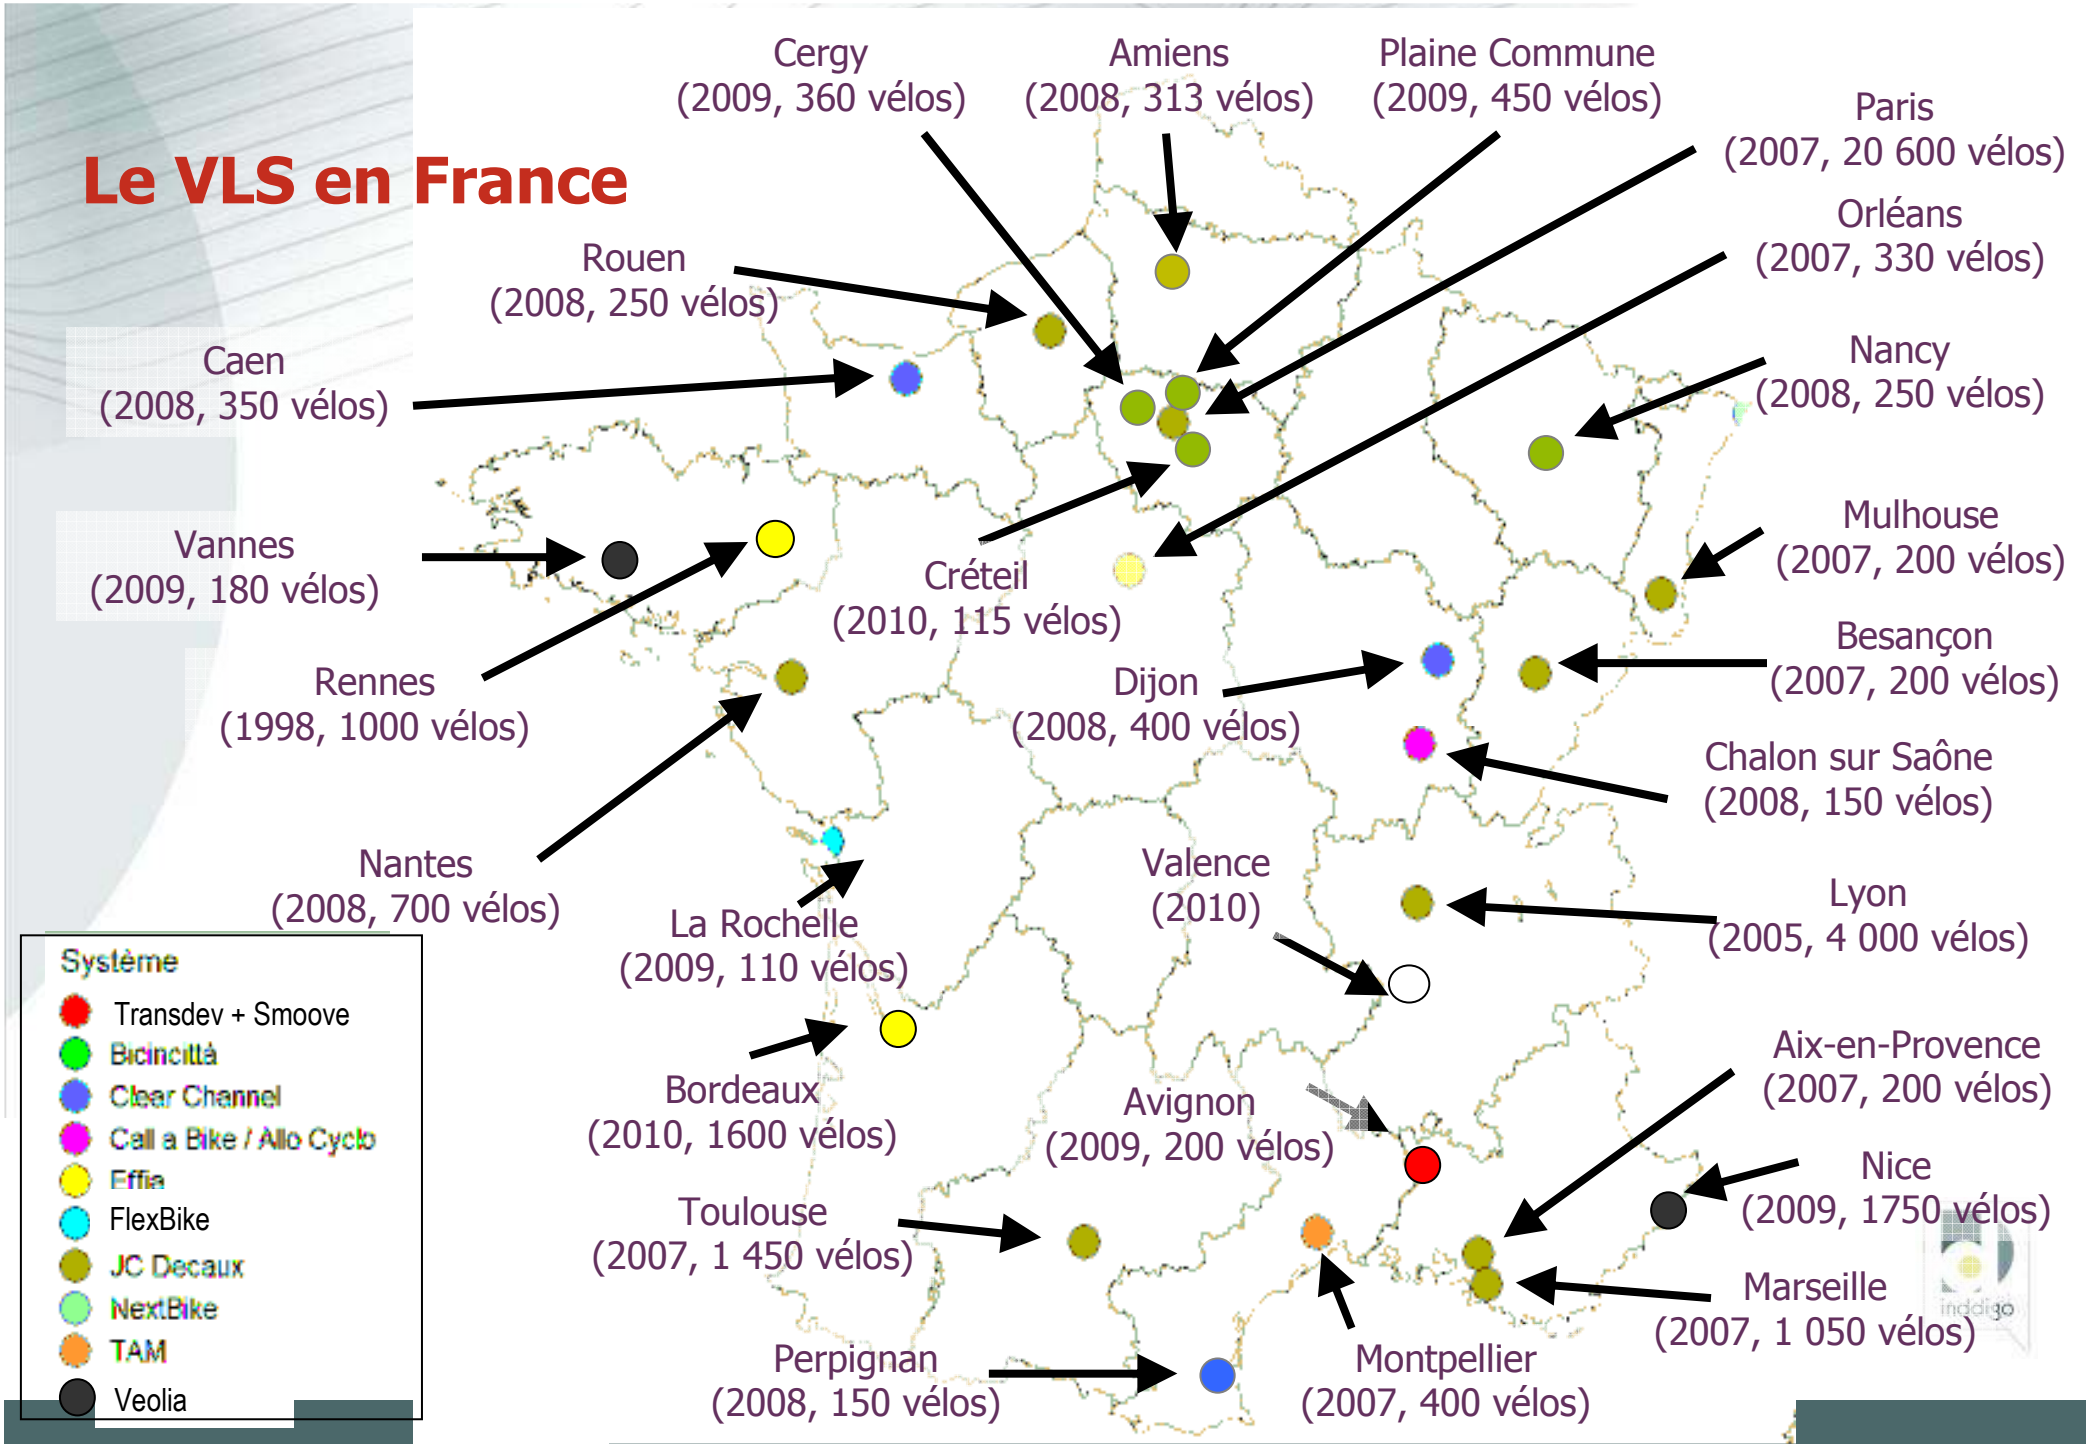 Le VLS en France
Cergy
(2009, 360 vélos)
Amiens
(2008, 313 vélos)
Plaine Commune
(2009, 450 vélos)
Paris
(2007, 20 600 vélos)
Orléans
(2007, 330 vélos)
Rouen
(2008, 250 vélos)
Caen
(2008, 350 vélos)
Nancy
(2008, 250 vélos)
Vannes
(2009, 180 vélos)
Créteil
(2010, 115 vélos)
Mulhouse
(2007, 200 vélos)
Rennes
(1998, 1000 vélos)
Dijon
(2008, 400 vélos)
Besançon
(2007, 200 vélos)
Chalon sur Saône
(2008, 150 vélos)
Nantes
(2008, 700 vélos)
La Rochelle
(2009, 110 vélos)
Valence
(2010)
Lyon
(2005, 4 000 vélos)
Bordeaux
(2010, 1600 vélos)
Avignon
(2009, 200 vélos)
Aix-en-Provence
(2007, 200 vélos)
Toulouse
(2007, 1 450 vélos)
Nice
(2009, 1750 vélos)
Marseille
(2007, 1 050 vélos)
Perpignan
(2008, 150 vélos)
Montpellier
(2007, 400 vélos)
Système
Transdev + Smoove
Bicincittà
Clear Channel
Call a Bike / Allo Cyclo
Effia
FlexBike
JC Decaux
NextBike
TAM
Veolia
inddigo